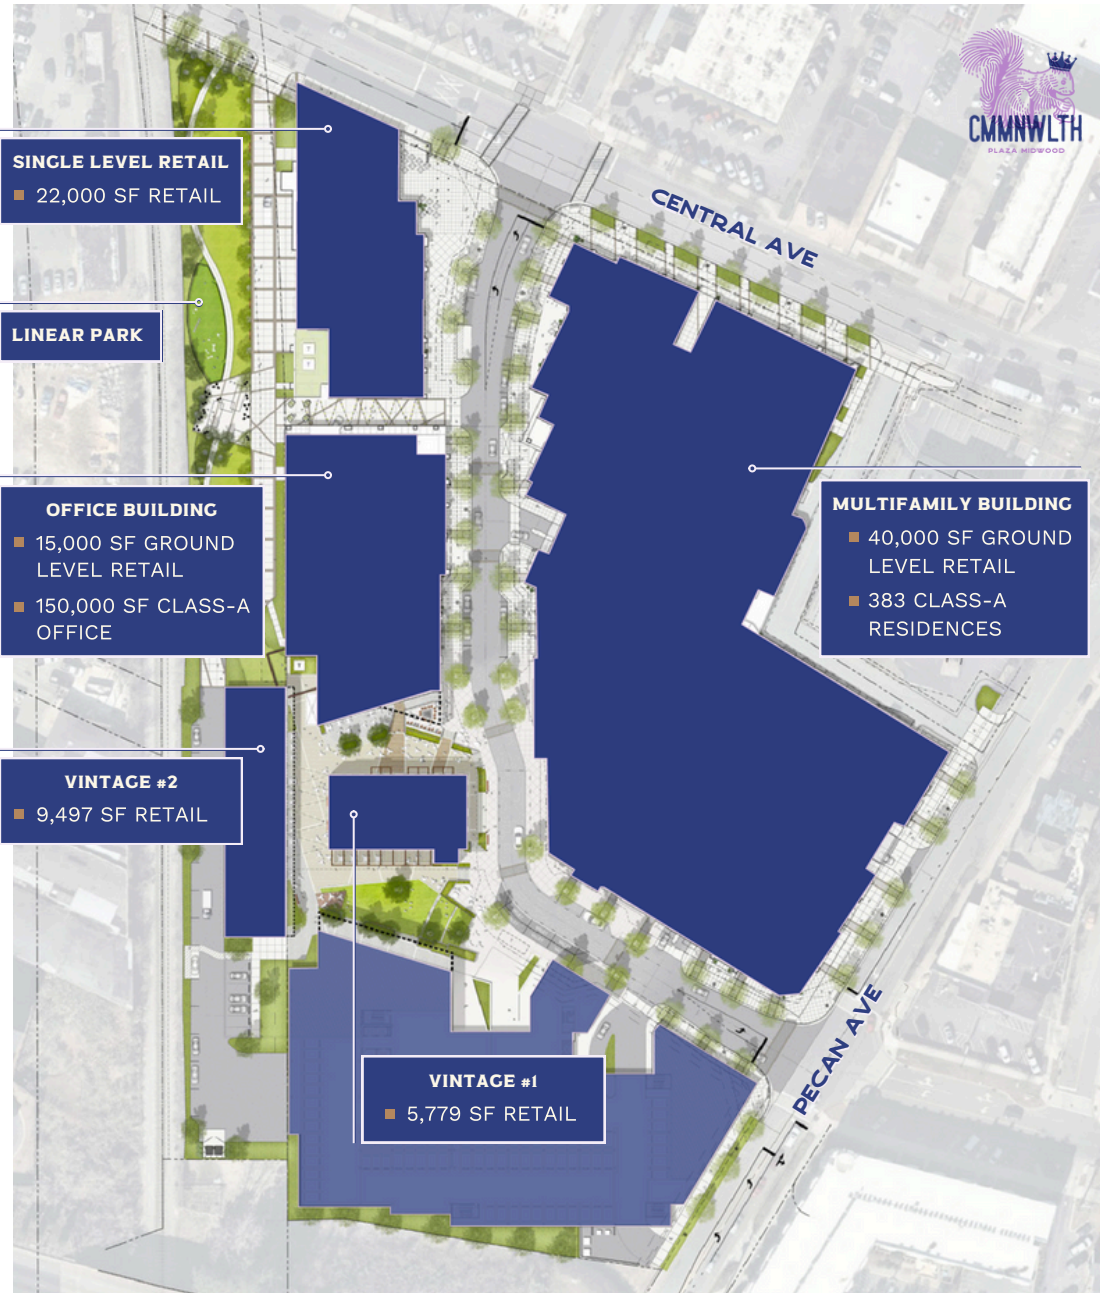 CMMNWLTH
PLAZA MIDWOOD
SINGLE LEVEL RETAIL
22,000 SF RETAIL
CENTRAL AVE
LINEAR PARK
OFFICE BUILDING
15,000 SF GROUND
LEVEL RETAIL
150,000 SF CLASS-A
OFFICE
MULTIFAMILY BUILDING
40,000 SF GROUND
LEVEL RETAIL
383 CLASS-A
RESIDENCES
VINTAGE #2
9,497 SF RETAIL
VINTAGE #1
5,779 SF RETAIL
PECAN AVE